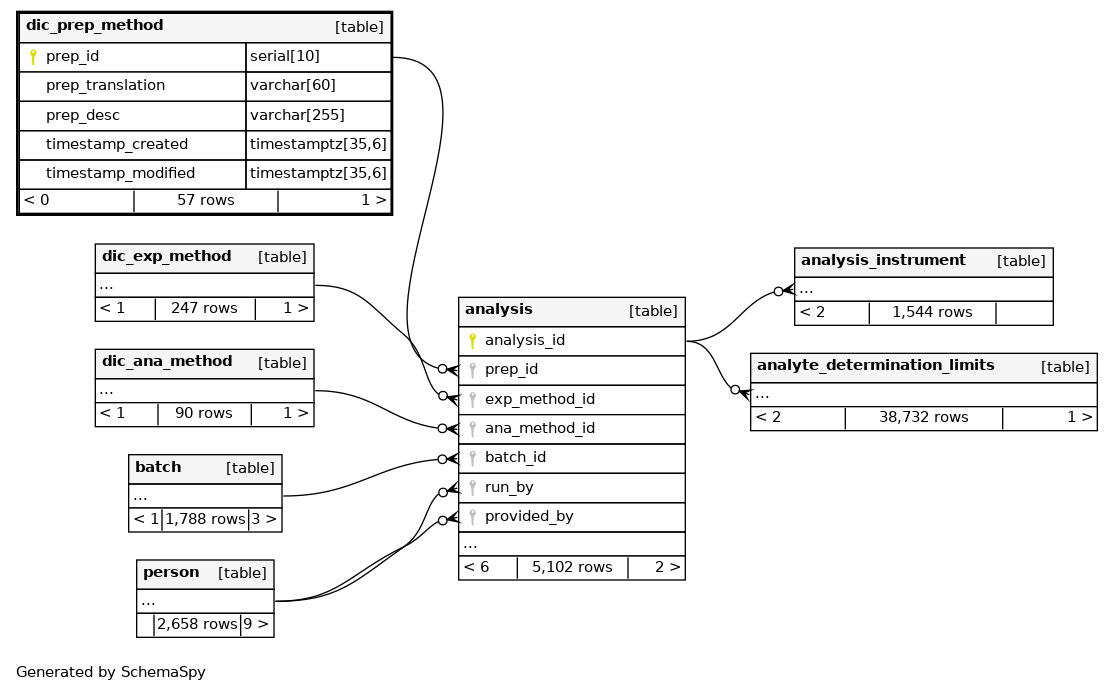 dic_prep_method [table]
prep_id serial[10]
prep_translation varchar[60]
prep_desc varchar[255]
timestamp_created timestamptz[35,6]
timestamp_modified timestamptz[35,6]
< 0 57 rows 1 >
dic_exp_method [table]
...
< 1 247 rows 1 >
dic_ana_method [table]
...
< 1 90 rows 1 >
batch [table]
...
< 1 1,788 rows 3 >
person [table]
...
2,658 rows 9 >
analysis [table]
analysis_id
prep_id
exp_method_id
ana_method_id
batch_id
run_by
provided_by
...
< 6 5,102 rows 2 >
analysis_instrument [table]
...
< 2 1,544 rows
analyte_determination_limits [table]
...
< 2 38,732 rows 1 >
Generated by SchemaSpy